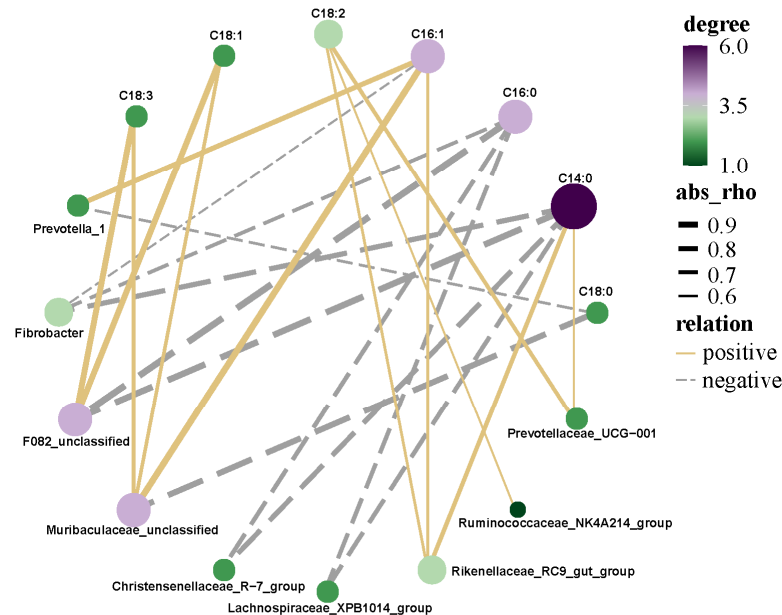 C18:2
C18:1
C16:1
C18:3
C16:0
C14:0
Prevotella_1
C18:0
Fibrobacter
F082_unclassified
Prevotellaceae_UCG−001
Muribaculaceae_unclassified
Ruminococcaceae_NK4A214_group
Christensenellaceae_R−7_group
Rikenellaceae_RC9_gut_group
Lachnospiraceae_XPB1014_group
degree
6.0
3.5
1.0
abs_rho
0.9
0.8
0.7
0.6
relation
positive
negative